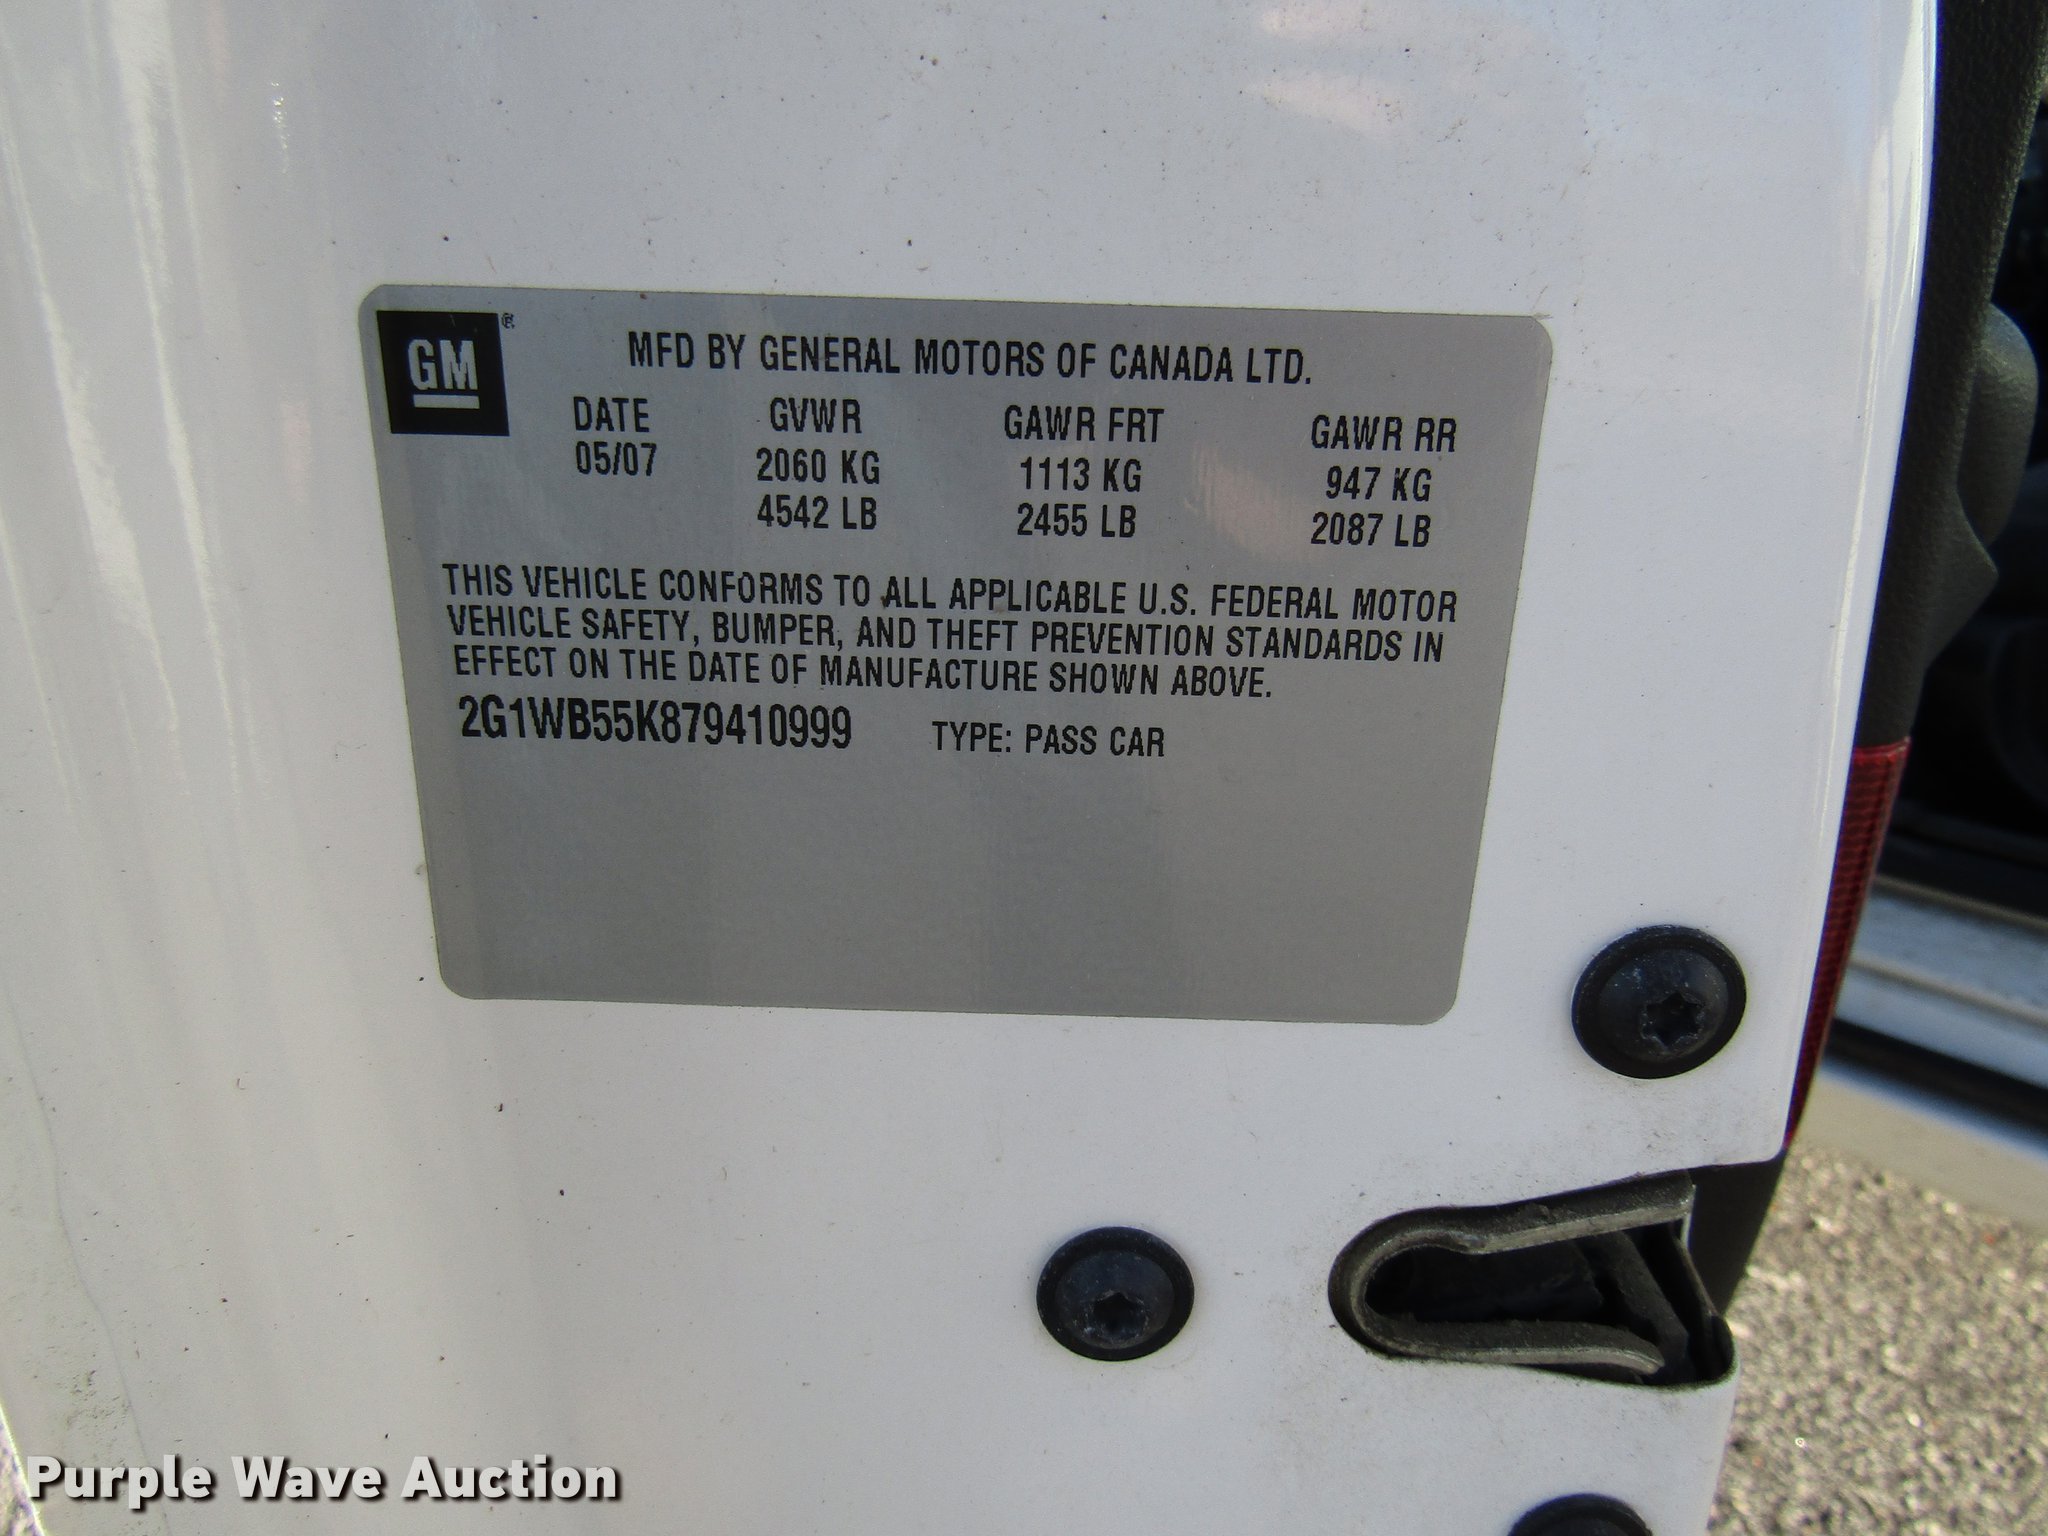 GM®
MFD BY GENERAL MOTORS OF CANADA LTD.
DATE GVWR GAWR FRT GAWR RR
05/07 2060 KG 1113 KG 947 KG
4542 LB 2455 LB 2087 LB
THIS VEHICLE CONFORMS TO ALL APPLICABLE U.S. FEDERAL MOTOR
VEHICLE SAFETY, BUMPER, AND THEFT PREVENTION STANDARDS IN
EFFECT ON THE DATE OF MANUFACTURE SHOWN ABOVE.
2G1WB55K879410999 TYPE: PASS CAR
Purple Wave Auction